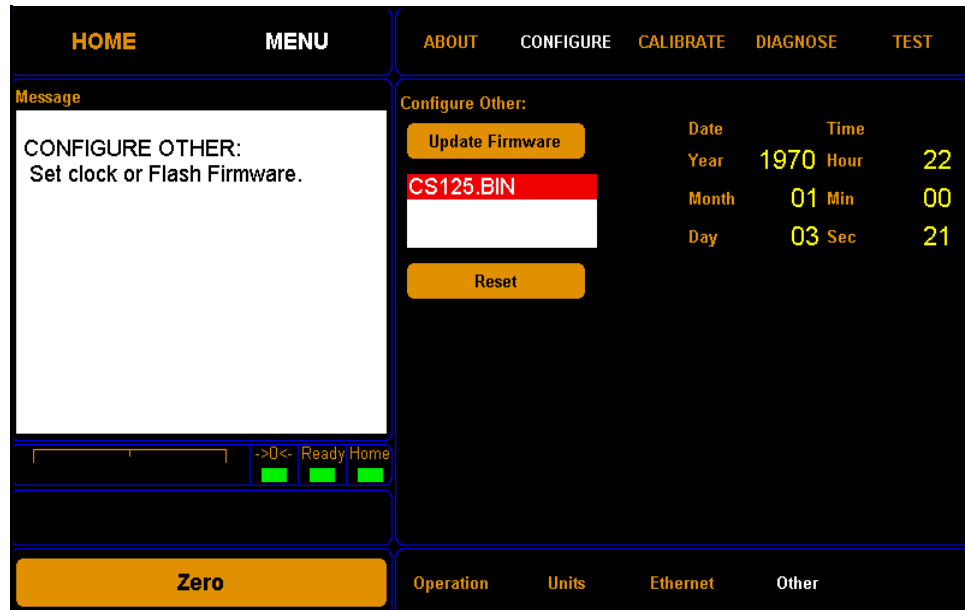 HOME MENU ABOUT CONFIGURE CALIBRATE DIAGNOSE TEST
Message
CONFIGURE OTHER:
Set clock or Flash Firmware.
->0<- Ready Home
Zero
Configure Other:
Update Firmware
CS125.BIN
Reset
Date Time
Year 1970 Hour 22
Month 01 Min 00
Day 03 Sec 21
Operation Units Ethernet Other